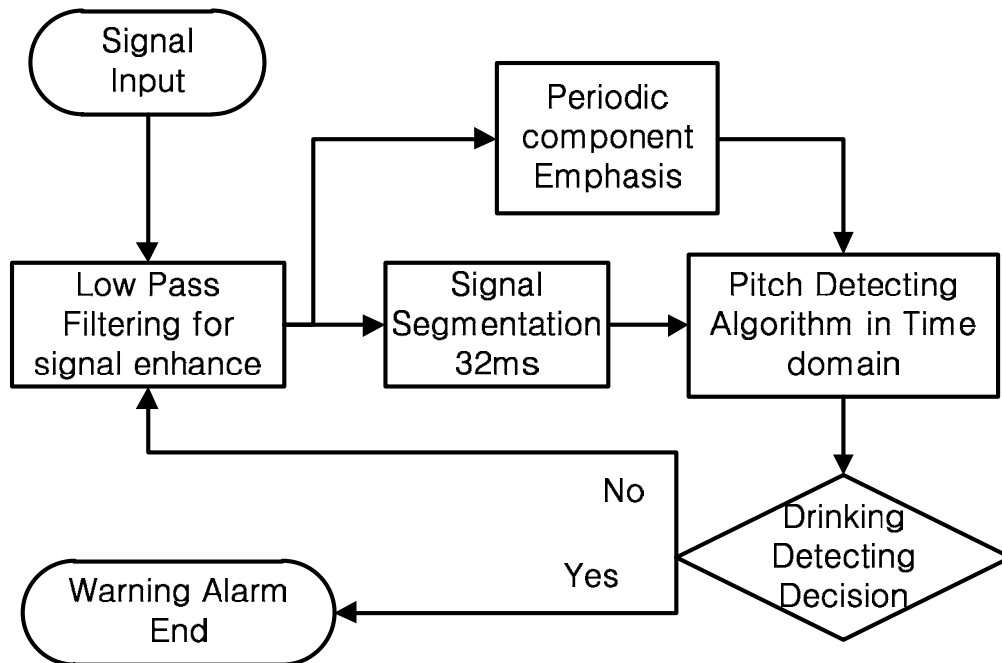 Signal
Input
Periodic
component
Emphasis
Low Pass
Filtering for
signal enhance
Signal
Segmentation
32ms
Pitch Detecting
Algorithm in Time
domain
No
Yes
Drinking
Detecting
Decision
Warning Alarm
End